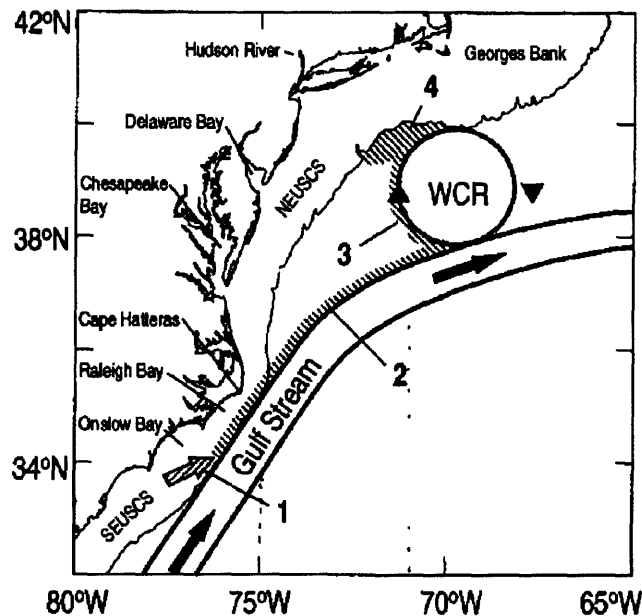 42°N
Hudson River
Georges Bank
4
Delaware Bay
NEUSCS
Chesapeake
Bay
WCR
38°N
3
Cape Hatteras
2
Raleigh Bay
Gulf Stream
Onslow Bay
34°N
1
SEUSCS
80°W
75°W
70°W
65°W